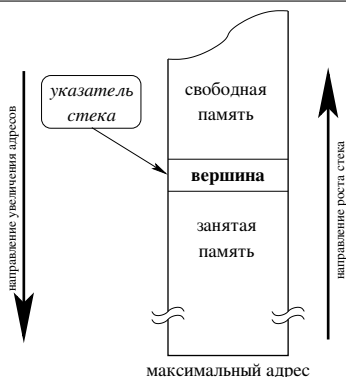 свободная
память
указатель
стека
вершина
занятая
память
максимальный адрес
направление увеличения адресов
направление роста стека